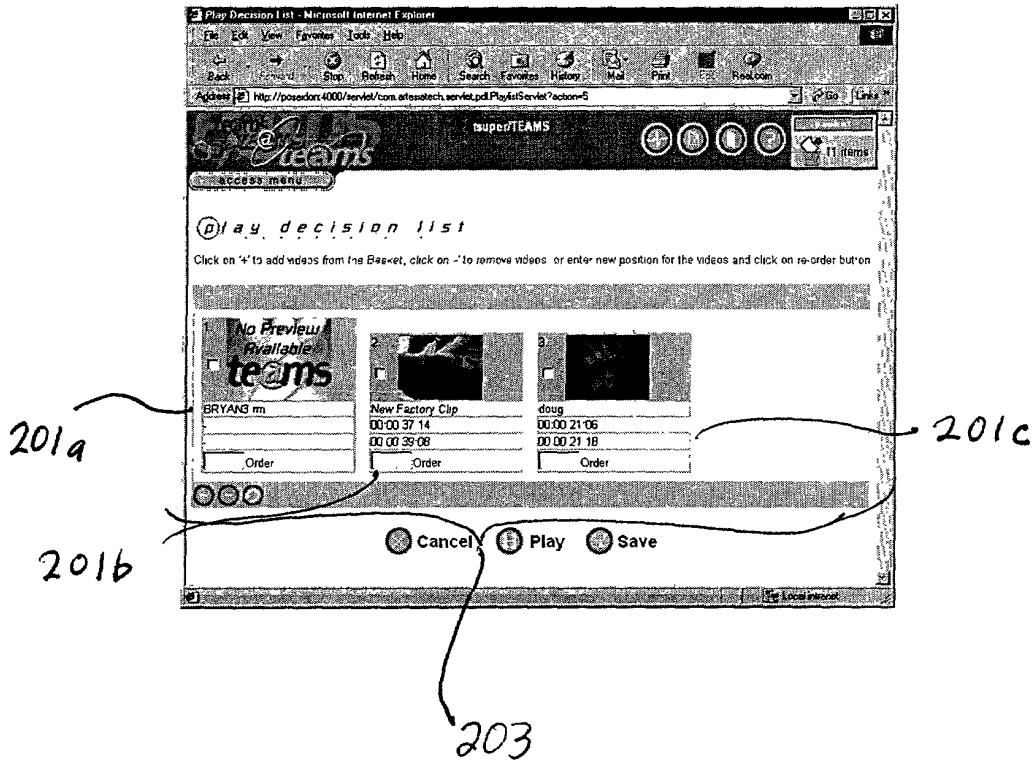 Play Decision List - Microsoft Internet Explorer
File Edit View Favorites Tools Help
Back Forward Stop Refresh Home Search Favorites History Mail Print Edit Real.com
Address http://poseidon:4000/servlet/com.artesiatech.servlet.pdl.PlaylistServlet?action=5 Go Links »
teams
tsuper/TEAMS
11 items
access menu
play decision list
Click on '+' to add videos from the Basket, click on '-' to remove videos or enter new position for the videos and click on re-order button
1. No Preview Available teams
2.
3.
BRYAN3 rm New Factory Clip doug
00:00 37 14 00:00 21:06
00 00 39:08 00 00 21 18
Order Order Order
Cancel Play Save
Local intranet
201a
201b
201c
203